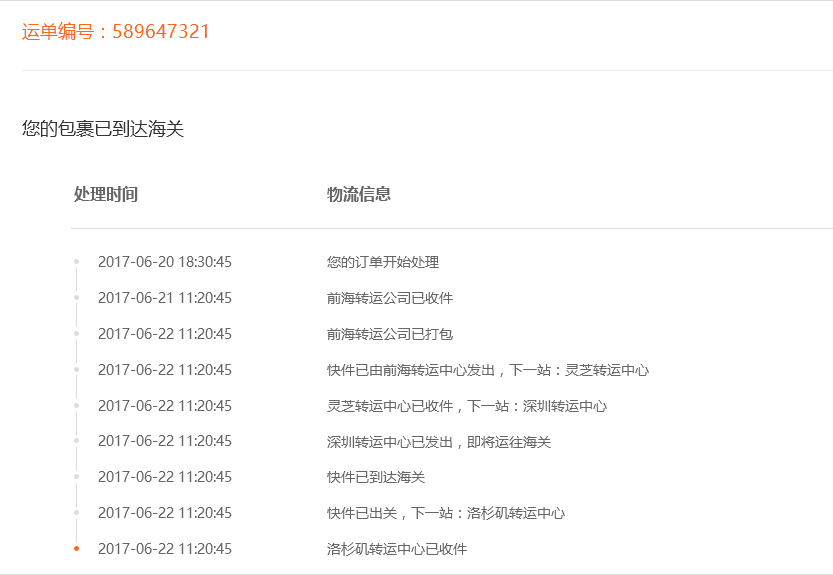 运单编号：589647321
您的包裹已到达海关
处理时间 物流信息
2017-06-20 18:30:45 您的订单开始处理
2017-06-21 11:20:45 前海转运公司已收件
2017-06-22 11:20:45 前海转运公司已打包
2017-06-22 11:20:45 快件已由前海转运中心发出，下一站：灵芝转运中心
2017-06-22 11:20:45 灵芝转运中心已收件，下一站：深圳转运中心
2017-06-22 11:20:45 深圳转运中心已发出，即将运往海关
2017-06-22 11:20:45 快件已到达海关
2017-06-22 11:20:45 快件已出关，下一站：洛杉矶转运中心
2017-06-22 11:20:45 洛杉矶转运中心已收件